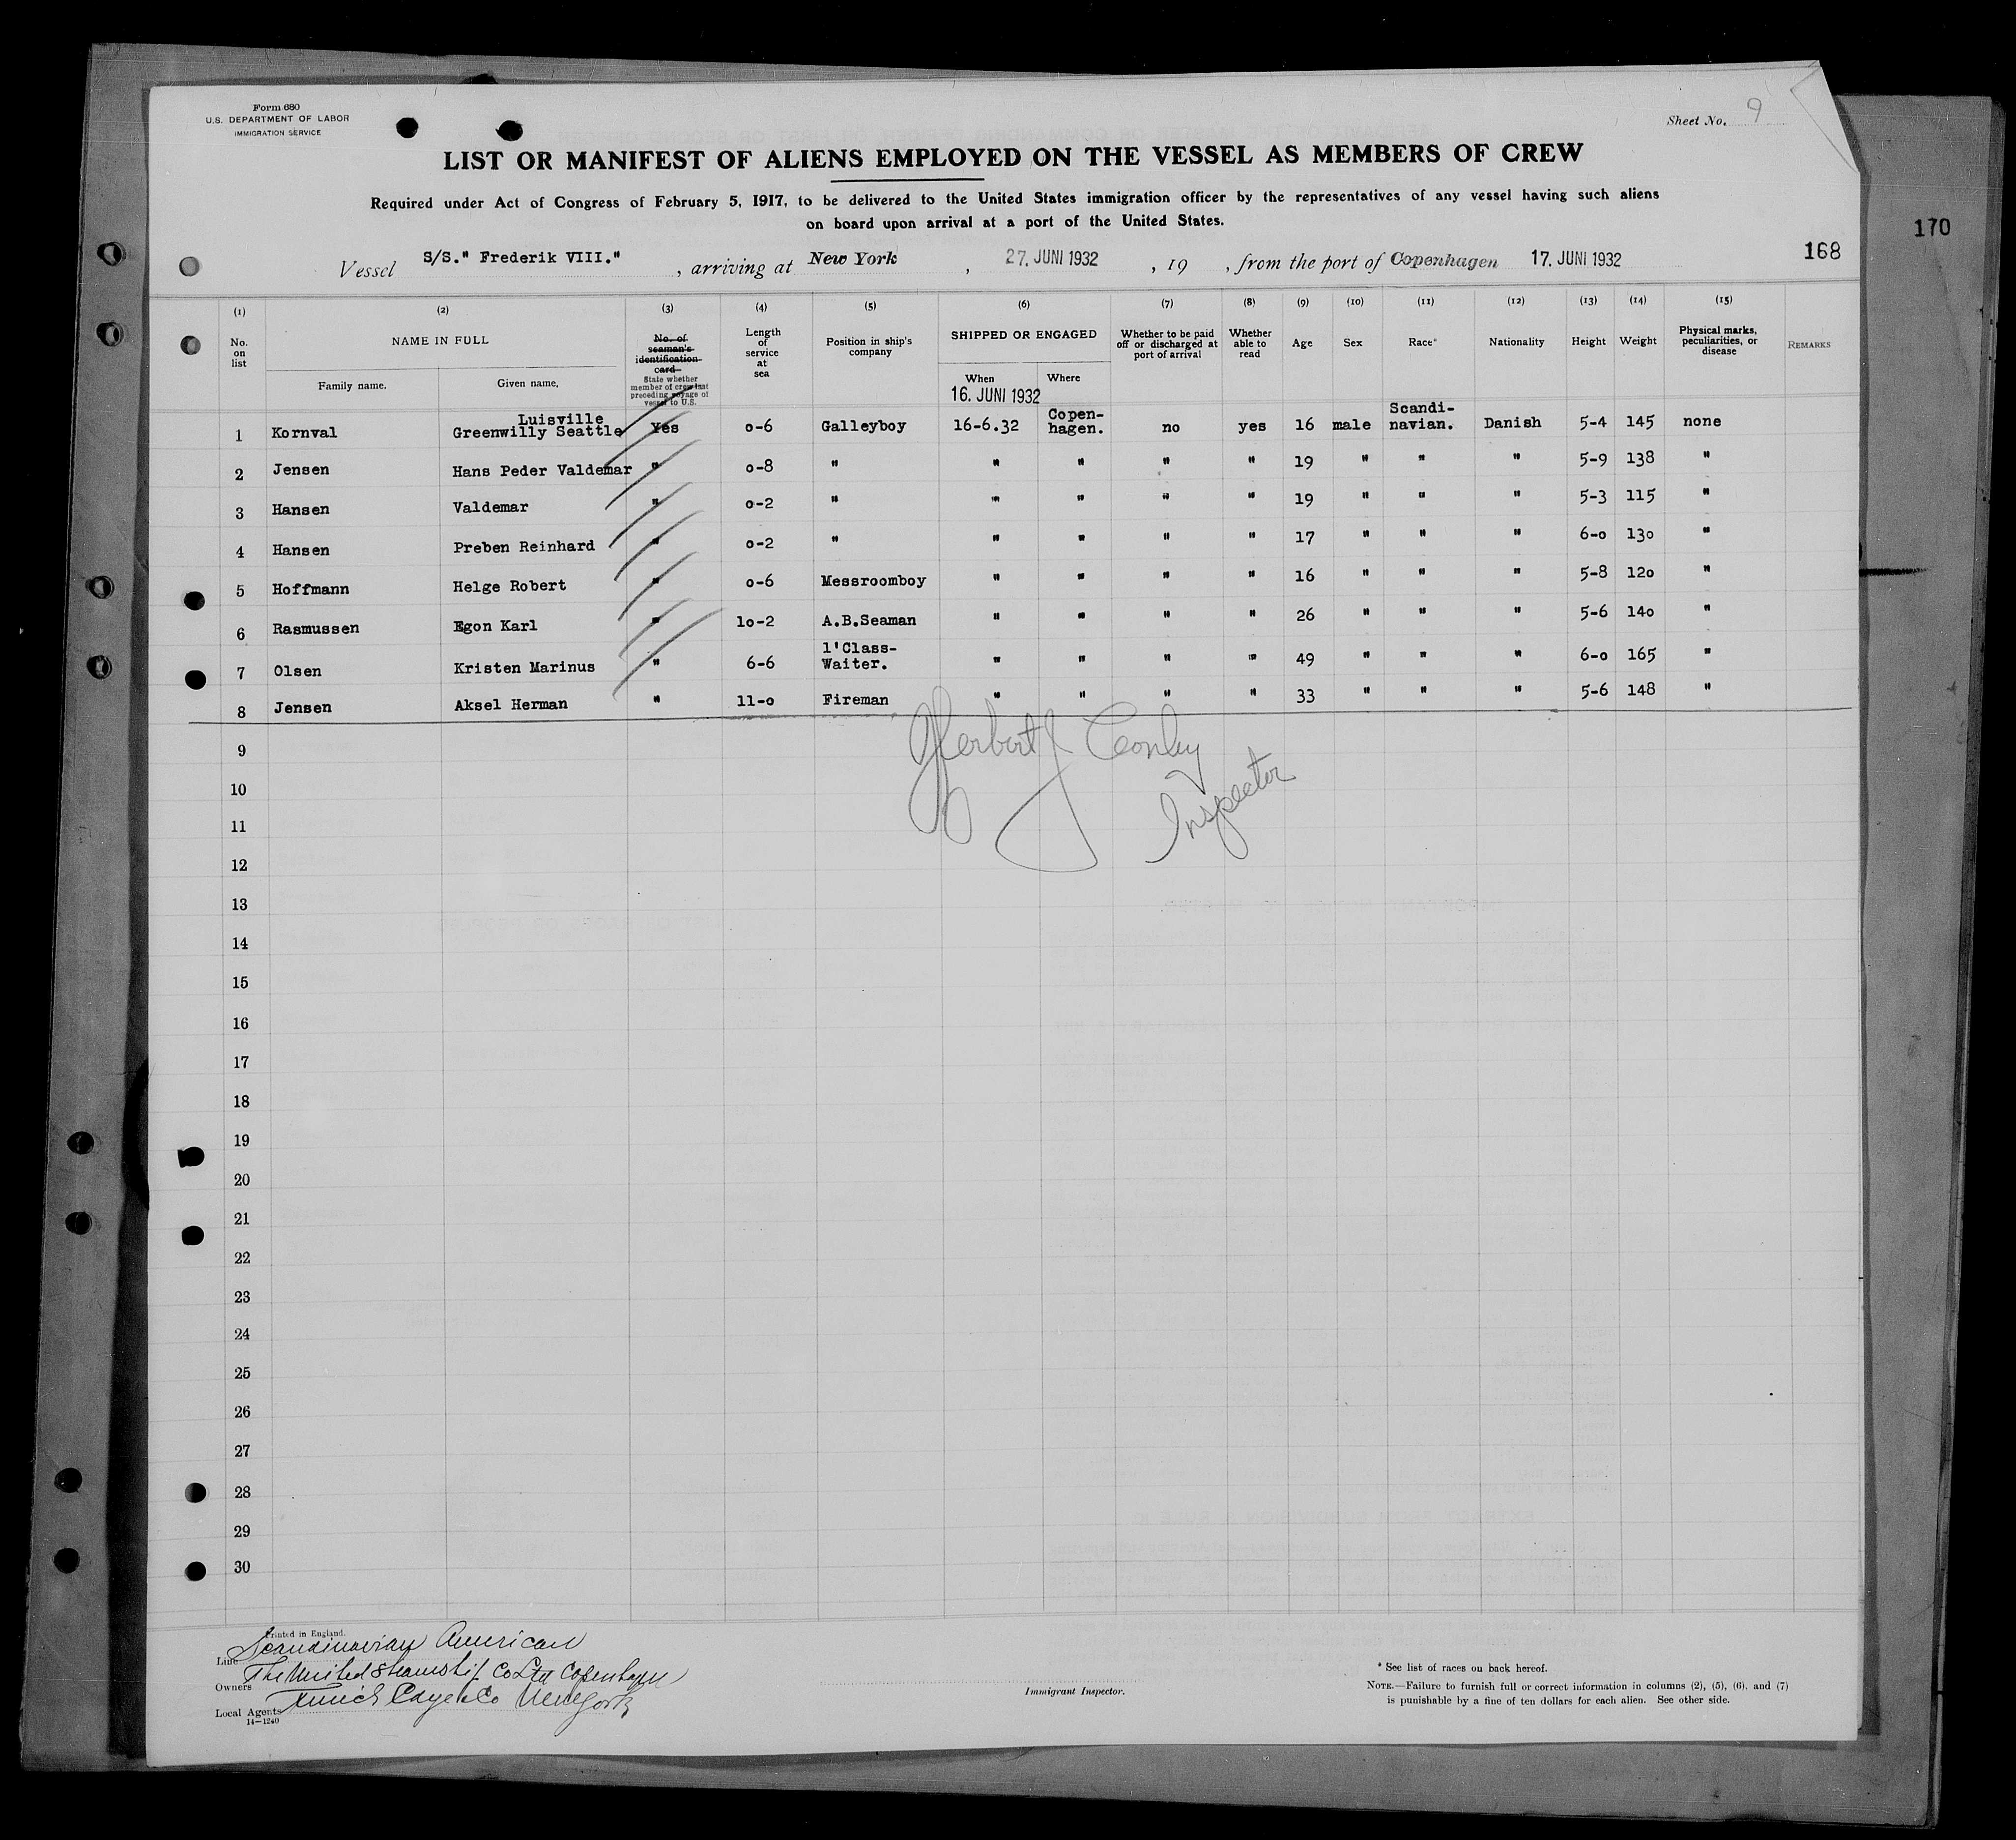 Form 680
U.S. DEPARTMENT OF LABOR
IMMIGRATION SERVICE
Sheet No. 9
LIST OR MANIFEST OF ALIENS EMPLOYED ON THE VESSEL AS MEMBERS OF CREW
Required under Act of Congress of February 5, 1917, to be delivered to the United States immigration officer by the representatives of any vessel having such aliens
on board upon arrival at a port of the United States.
170
168
Vessel S/S." Frederik VIII." , arriving at New York , 27. JUNI 1932 , 19 , from the port of Copenhagen 17. JUNI 1932
(1) (2) (3) (4) (5) (6) (7) (8) (9) (10) (11) (12) (13) (14) (15)
No. on list
NAME IN FULL
Family name. Given name.
No. of seaman's identification card
State whether member of crew last preceding voyage of vessel to U.S.
Length of service at sea
Position in ship's company
SHIPPED OR ENGAGED
When Where
16. JUNI 1932
Whether to be paid off or discharged at port of arrival
Whether able to read
Age
Sex
Race*
Nationality
Height
Weight
Physical marks, peculiarities, or disease
REMARKS
1 Kornval Luisville Greenwilly Seattle Yes 0-6 Galleyboy 16-6.32 Copen-hagen. no yes 16 male Scandi-navian. Danish 5-4 145 none
2 Jensen Hans Peder Valdemar " 0-8 " " " " " 19 " " " 5-9 138 "
3 Hansen Valdemar " 0-2 " " " " " 19 " " " 5-3 115 "
4 Hansen Preben Reinhard " 0-2 " " " " " 17 " " " 6-0 130 "
5 Hoffmann Helge Robert " 0-6 Messroomboy " " " " 16 " " " 5-8 120 "
6 Rasmussen Egon Karl " 10-2 A.B.Seaman " " " " 26 " " " 5-6 140 "
7 Olsen Kristen Marinus " 6-6 1'Class-Waiter. " " " " 49 " " " 6-0 165 "
8 Jensen Aksel Herman " 11-0 Fireman " " " " 33 " " " 5-6 148 "
Herbert J Conley
Inspector
9
10
11
12
13
14
15
16
17
18
19
20
21
22
23
24
25
26
27
28
29
30
Printed in England.
Line Scandinavian American
Owners The United Steamship Co Ltd Copenhagen
Local Agents & Co New York
14—1240
Immigrant Inspector.
* See list of races on back hereof.
NOTE.—Failure to furnish full or correct information in columns (2), (5), (6), and (7)
is punishable by a fine of ten dollars for each alien. See other side.